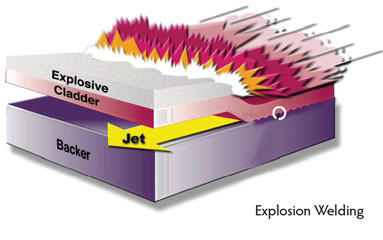 Explosive
Cladder
Jet
Backer
Explosion Welding